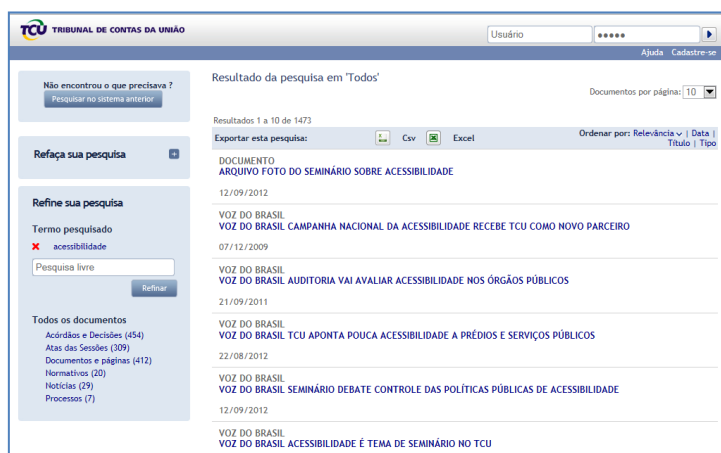 TCU TRIBUNAL DE CONTAS DA UNIÃO
Usuário
Ajuda Cadastre-se
Não encontrou o que precisava ?
Pesquisar no sistema anterior
Refaça sua pesquisa
Refine sua pesquisa
Termo pesquisado
acessibilidade
Pesquisa livre
Refinar
Todos os documentos
Acórdãos e Decisões (454)
Atas das Sessões (309)
Documentos e páginas (412)
Normativos (20)
Notícias (29)
Processos (7)
Resultado da pesquisa em 'Todos'
Documentos por página: 10
Resultados 1 a 10 de 1473
Exportar esta pesquisa: Csv Excel
Ordenar por: Relevância | Data |
Título | Tipo
DOCUMENTO
ARQUIVO FOTO DO SEMINÁRIO SOBRE ACESSIBILIDADE
12/09/2012
VOZ DO BRASIL
VOZ DO BRASIL CAMPANHA NACIONAL DA ACESSIBILIDADE RECEBE TCU COMO NOVO PARCEIRO
07/12/2009
VOZ DO BRASIL
VOZ DO BRASIL AUDITORIA VAI AVALIAR ACESSIBILIDADE NOS ÓRGÃOS PÚBLICOS
21/09/2011
VOZ DO BRASIL
VOZ DO BRASIL TCU APONTA POUCA ACESSIBILIDADE A PRÉDIOS E SERVIÇOS PÚBLICOS
22/08/2012
VOZ DO BRASIL
VOZ DO BRASIL SEMINÁRIO DEBATE CONTROLE DAS POLÍTICAS PÚBLICAS DE ACESSIBILIDADE
12/09/2012
VOZ DO BRASIL
VOZ DO BRASIL ACESSIBILIDADE É TEMA DE SEMINÁRIO NO TCU